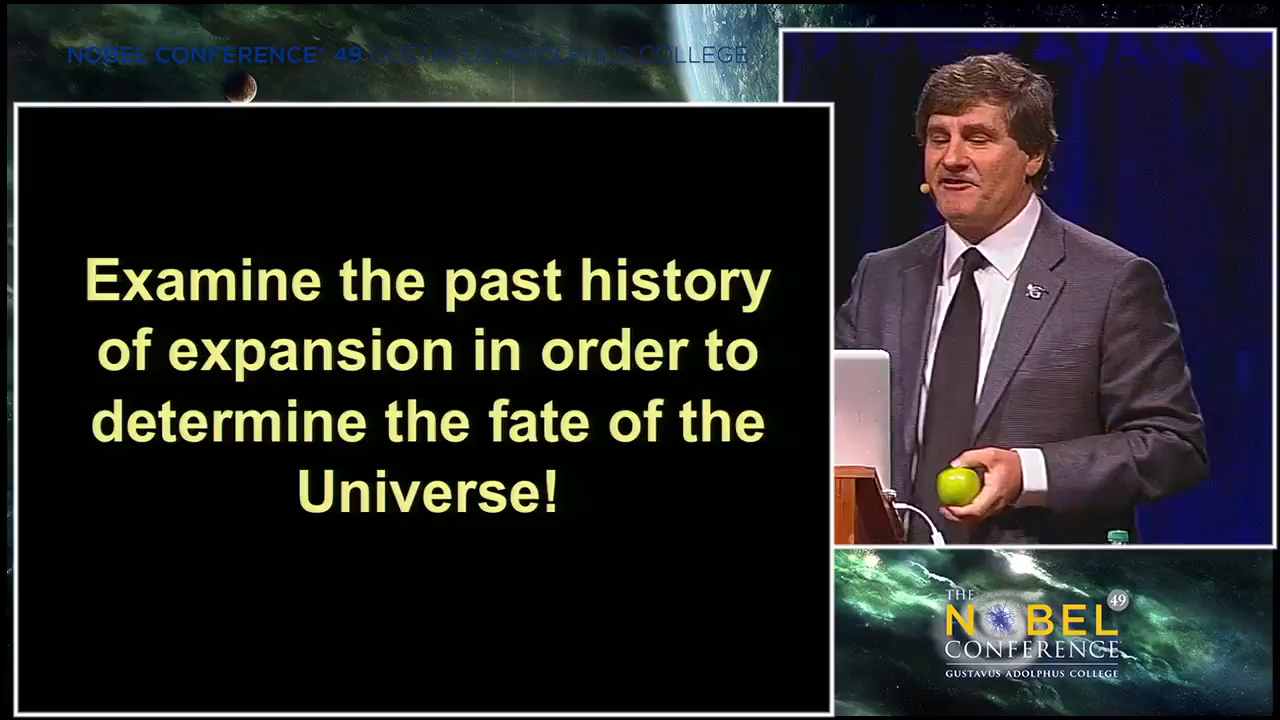 NOBEL CONFERENCE® 49 GUSTAVUS ADOLPHUS COLLEGE
Examine the past history
of expansion in order to
determine the fate of the
Universe!
THE
NOBEL
49
CONFERENCE
GUSTAVUS ADOLPHUS COLLEGE